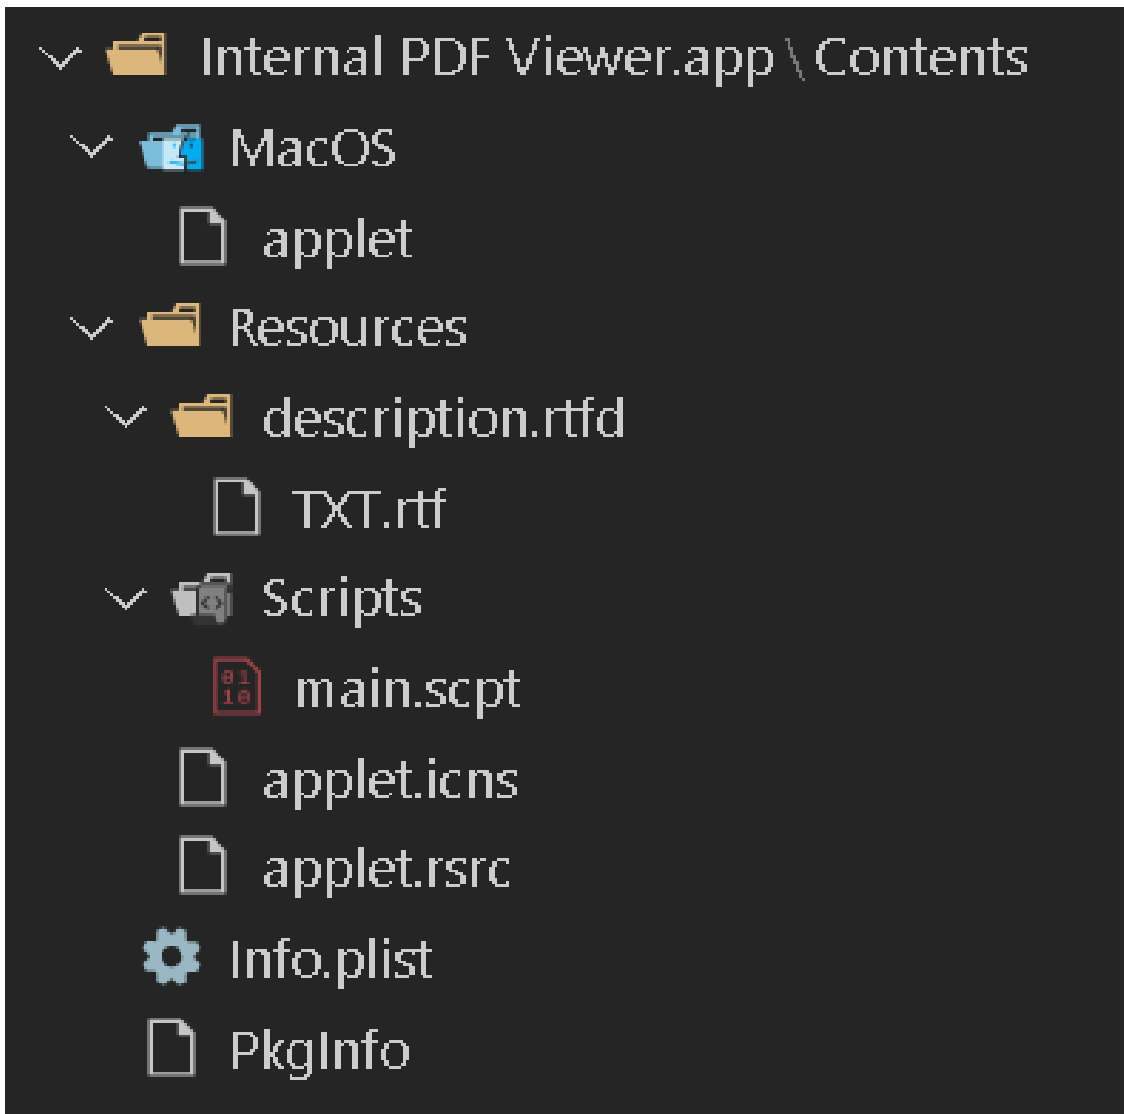 Internal PDF Viewer.app \ Contents
MacOS
applet
Resources
description.rtfd
TXT.rtf
Scripts
main.scpt
applet.icns
applet.rsrc
Info.plist
PkgInfo